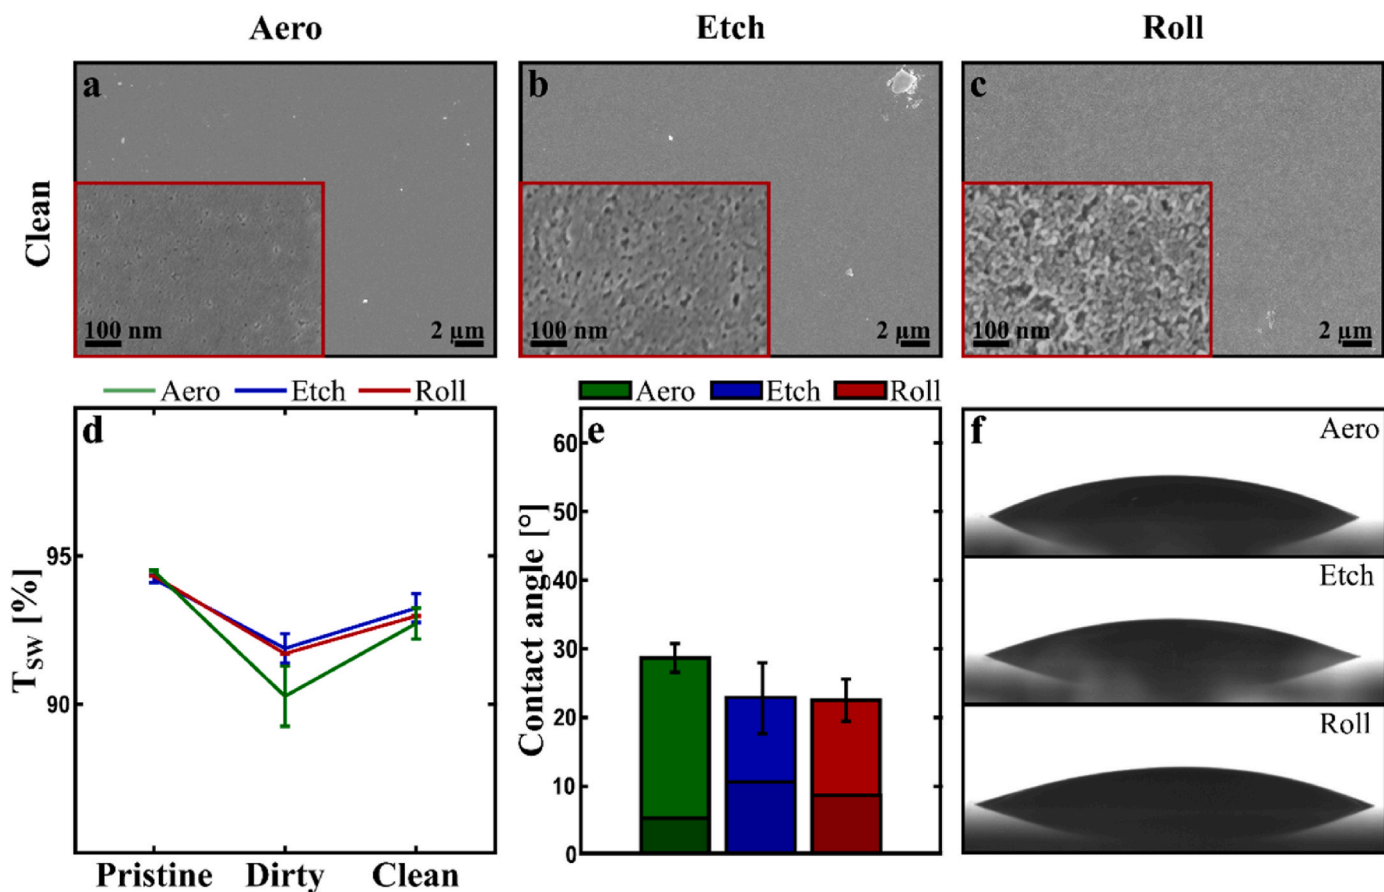 Aero Etch Roll
Clean
a
100 nm 2 µm
b
100 nm 2 µm
c
100 nm 2 µm
Aero Etch Roll
d
T_SW [%]
95
90
Pristine Dirty Clean
Aero Etch Roll
e
Contact angle [°]
60
50
40
30
20
10
0
f
Aero
Etch
Roll